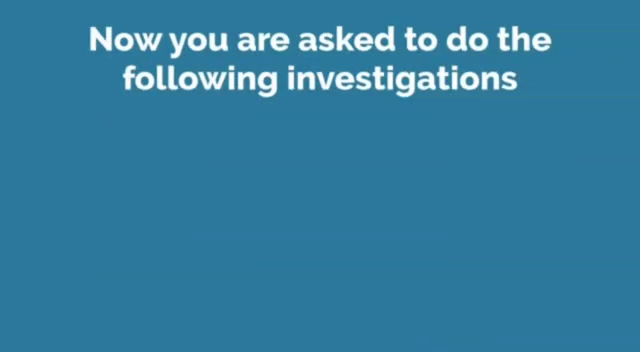 Now you are asked to do the
following investigations